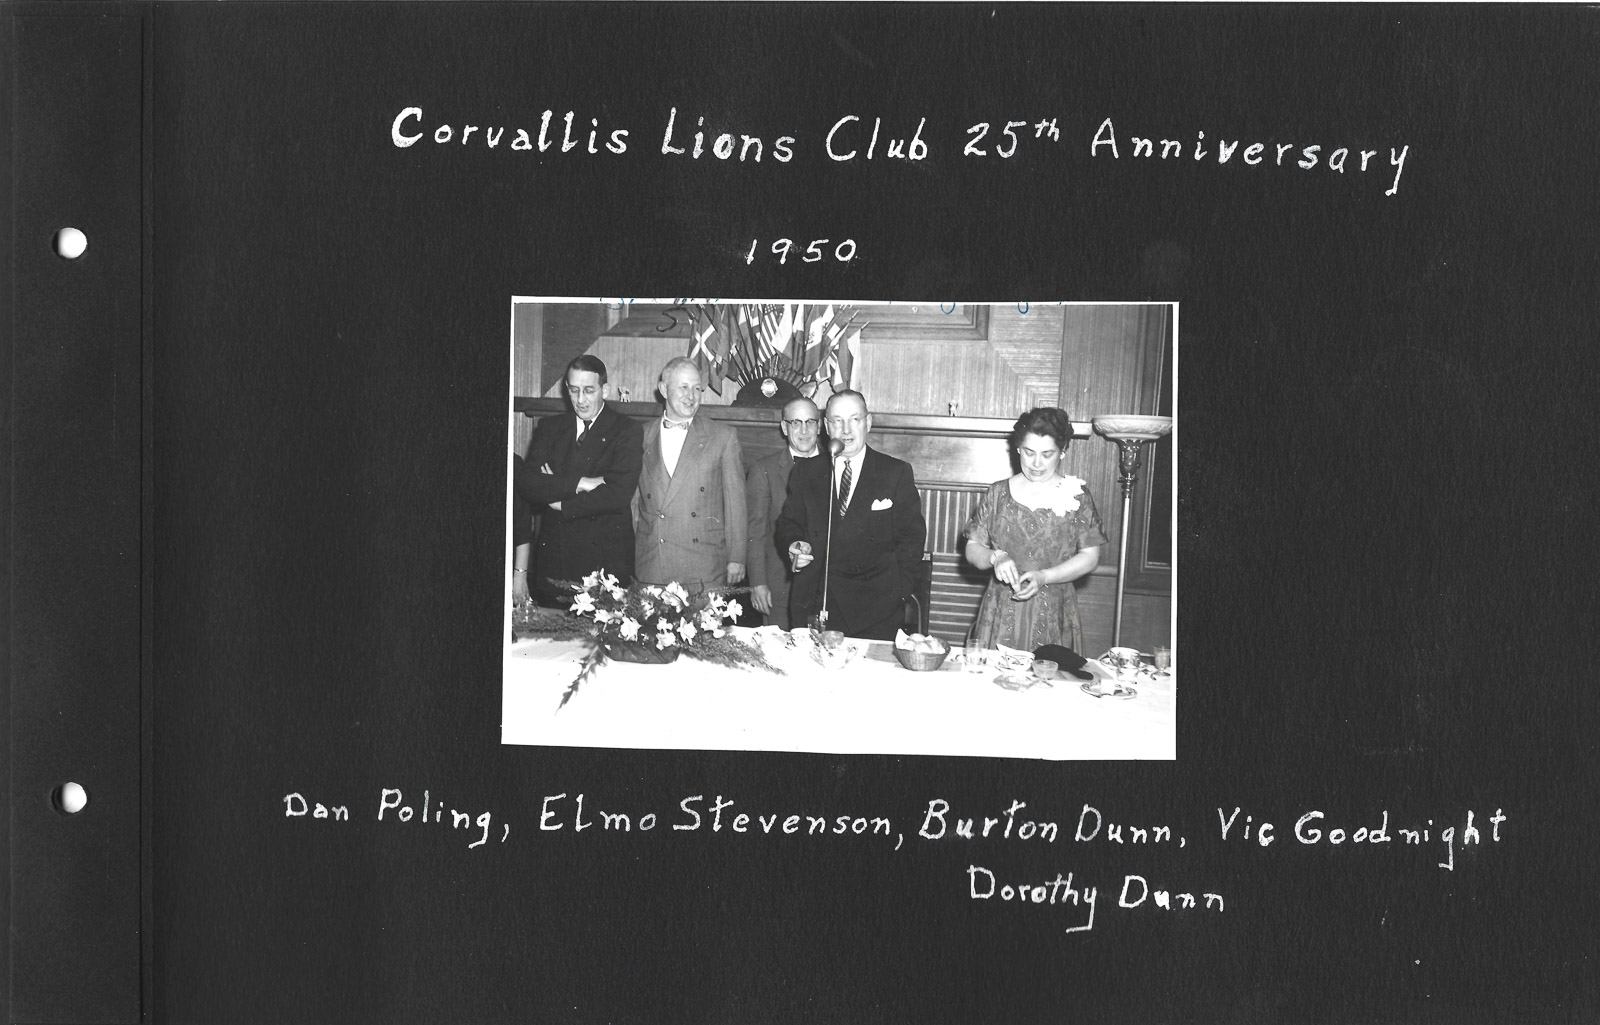 Corvallis Lions Club 25th Anniversary
1950
Dan Poling, Elmo Stevenson, Burton Dunn, Vic Goodnight
Dorothy Dunn